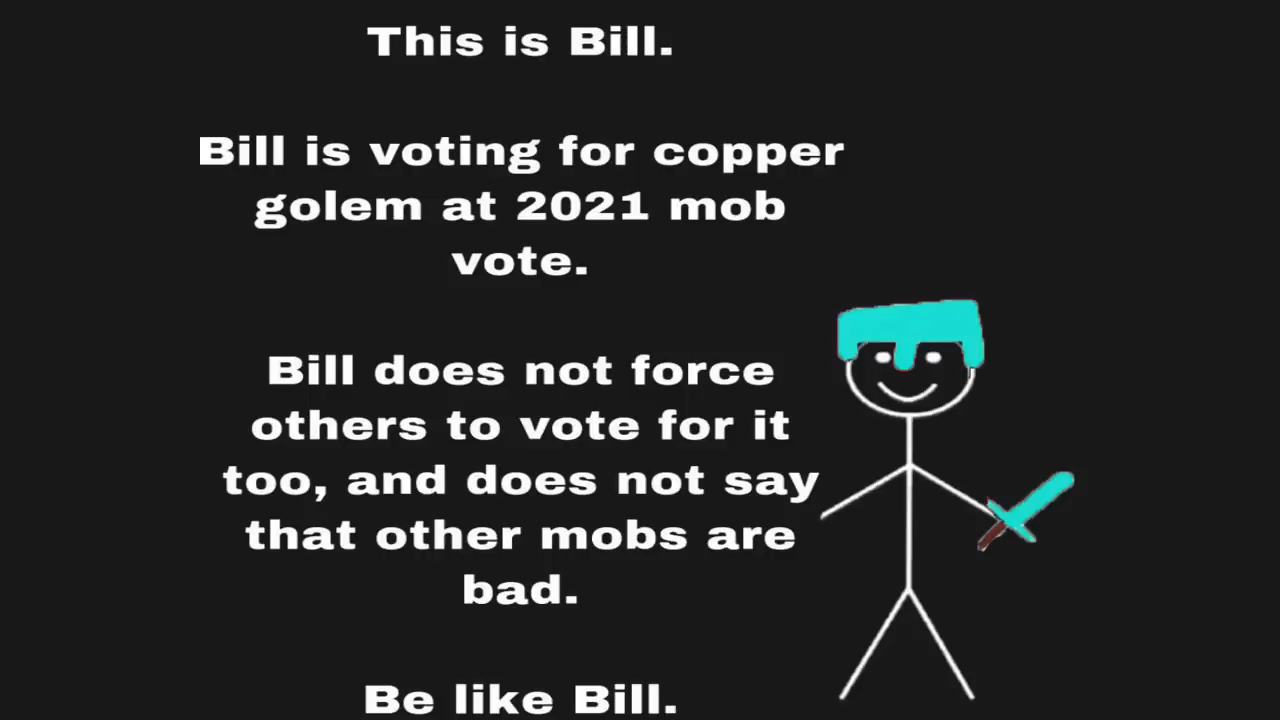 This is Bill.
Bill is voting for copper
golem at 2021 mob
vote.
Bill does not force
others to vote for it
too, and does not say
that other mobs are
bad.
Be like Bill.